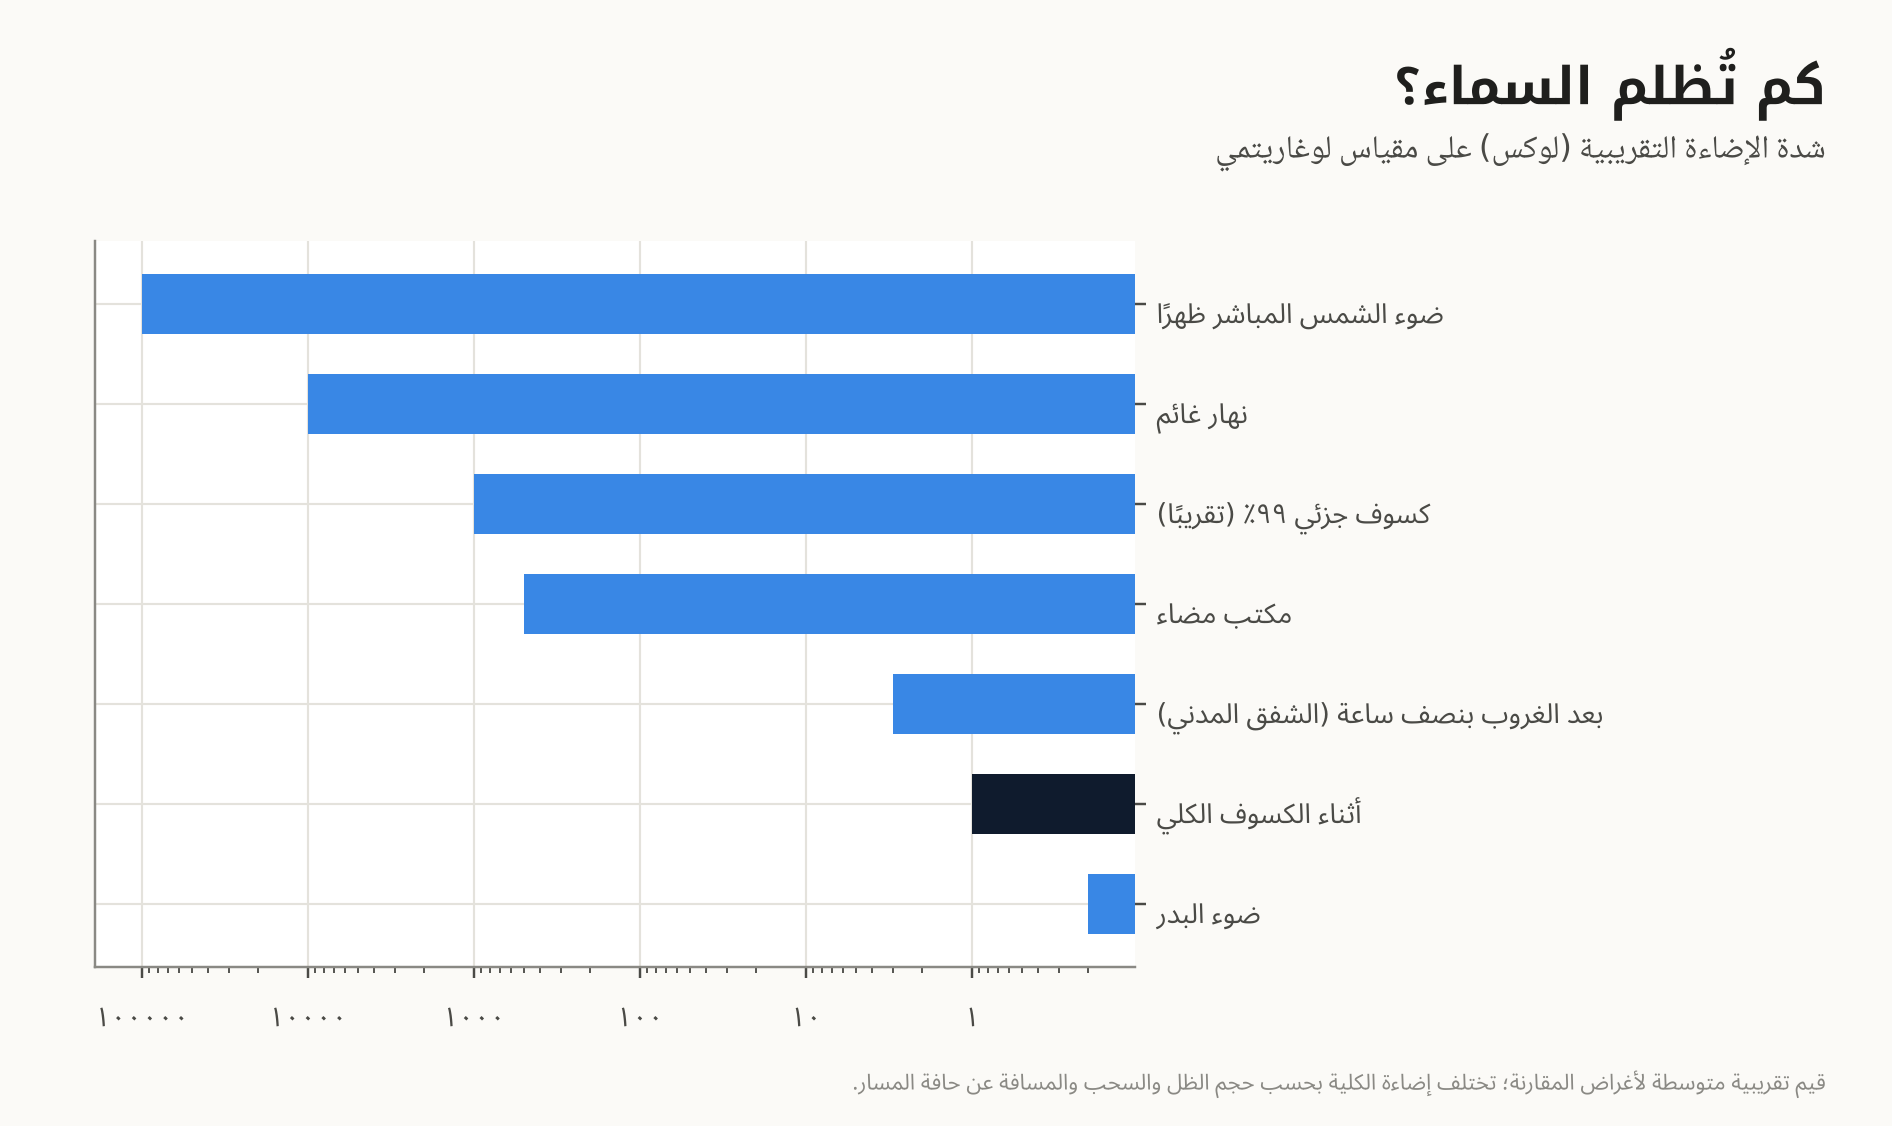 كم تُظلم السماء؟
شدة الإضاءة التقريبية (لوكس) على مقياس لوغاريتمي
ضوء الشمس المباشر ظهرًا
نهار غائم
كسوف جزئي ٩٩٪ (تقريبًا)
مكتب مضاء
بعد الغروب بنصف ساعة (الشفق المدني)
أثناء الكسوف الكلي
ضوء البدر
١ ١٠ ١٠٠ ١٠٠٠ ١٠٠٠٠ ١٠٠٠٠٠
قيم تقريبية متوسطة لأغراض المقارنة؛ تختلف إضاءة الكلية بحسب حجم الظل والسحب والمسافة عن حافة المسار.